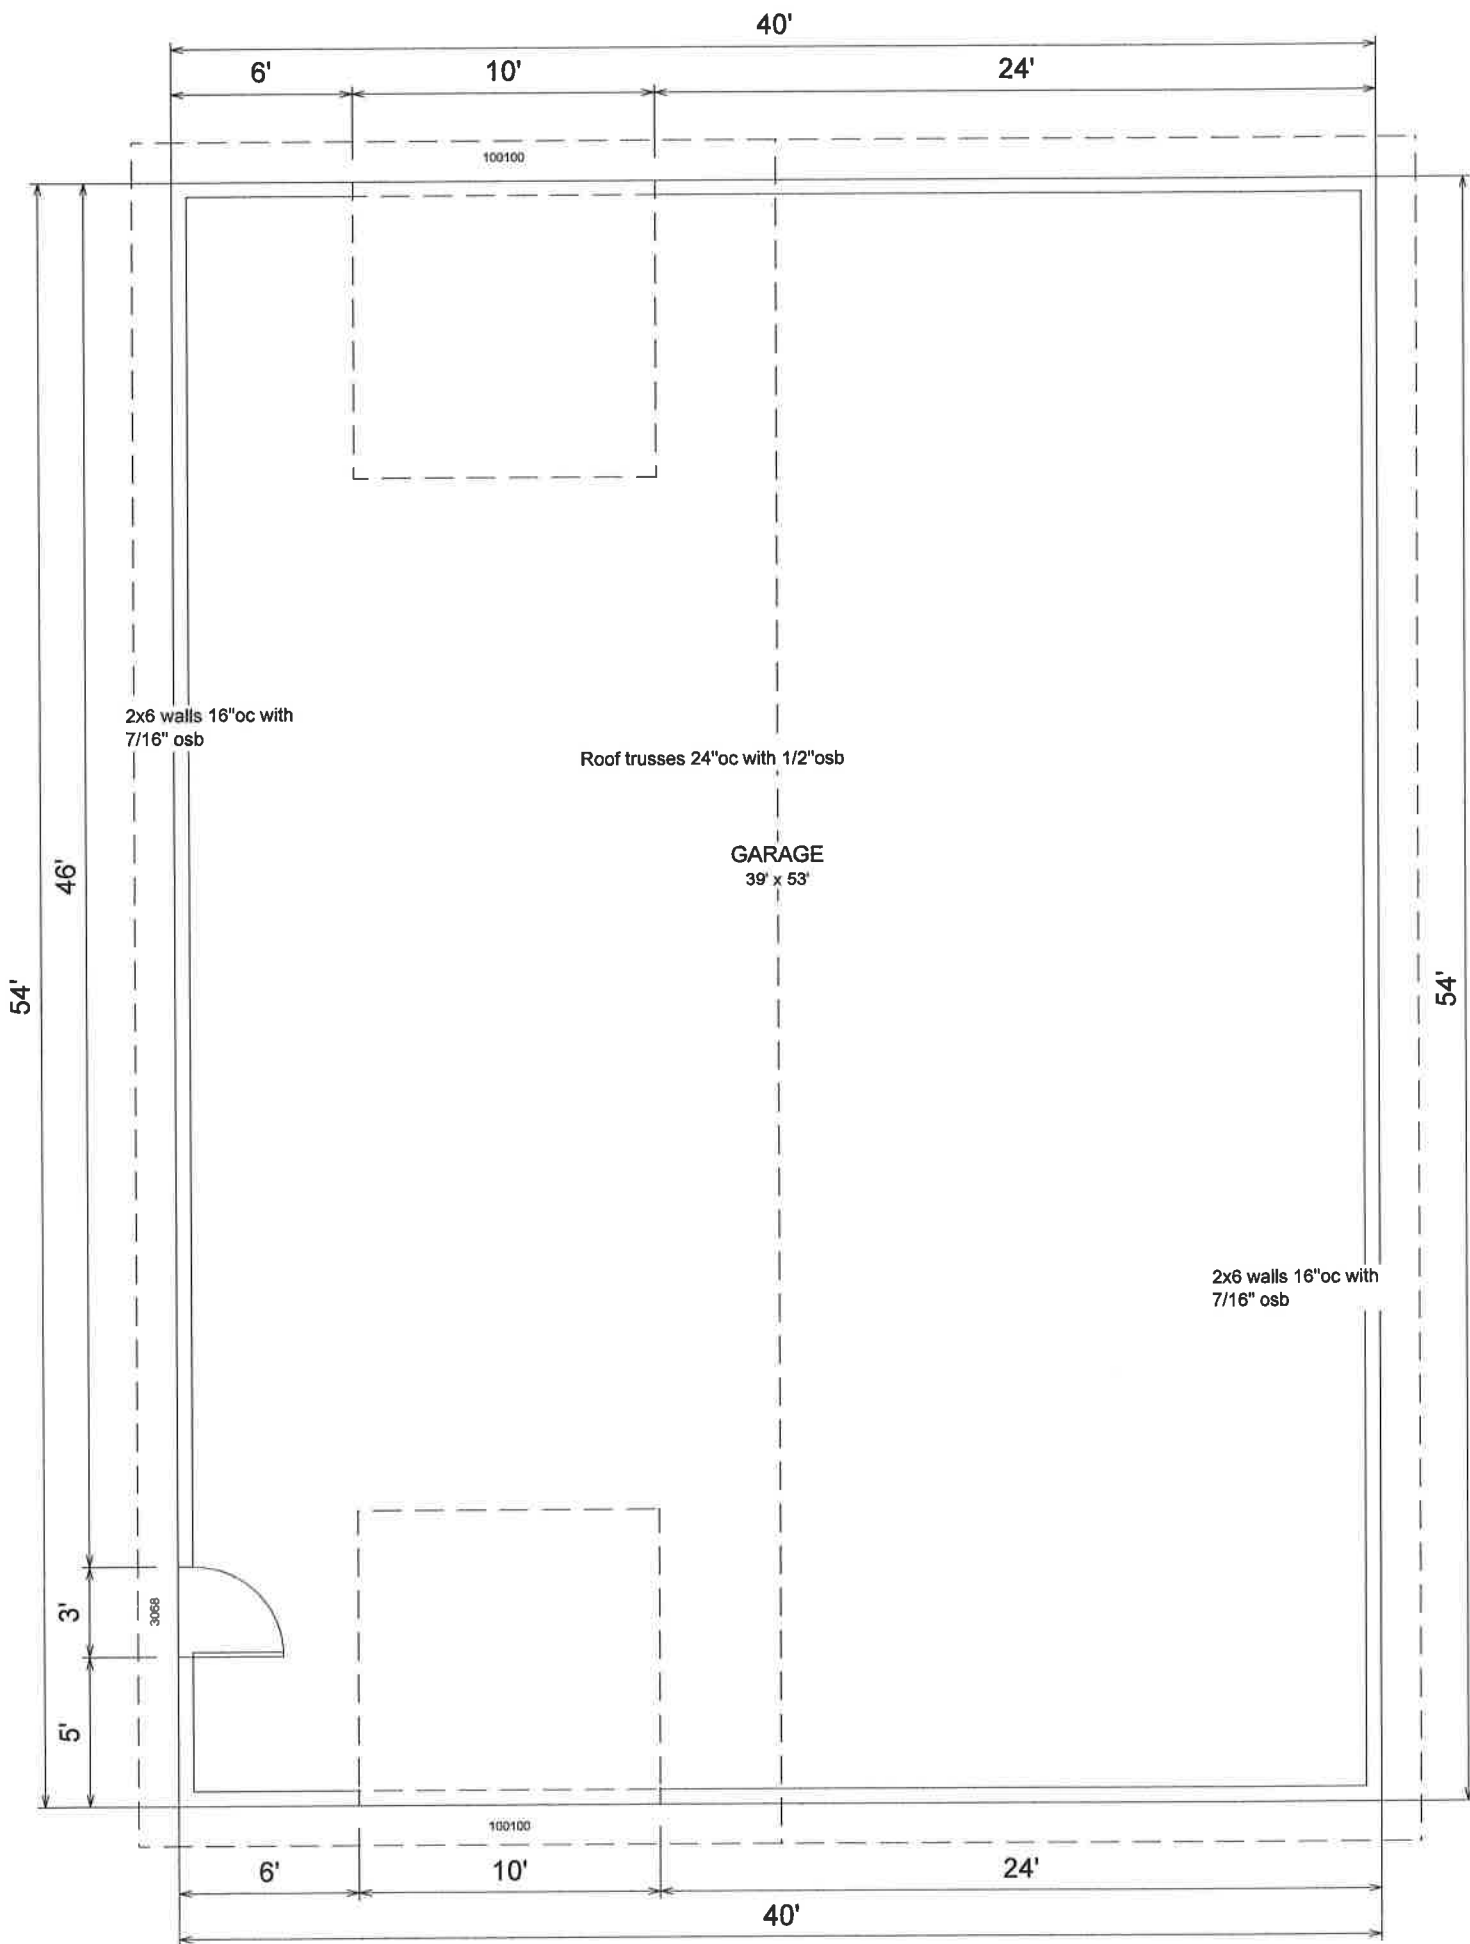 40'
6'
10'
24'
100100
2x6 walls 16"oc with
7/16" osb
Roof trusses 24"oc with 1/2"osb
GARAGE
39' x 53'
46'
54'
54'
2x6 walls 16"oc with
7/16" osb
3'
3068
5'
100100
6'
10'
24'
40'